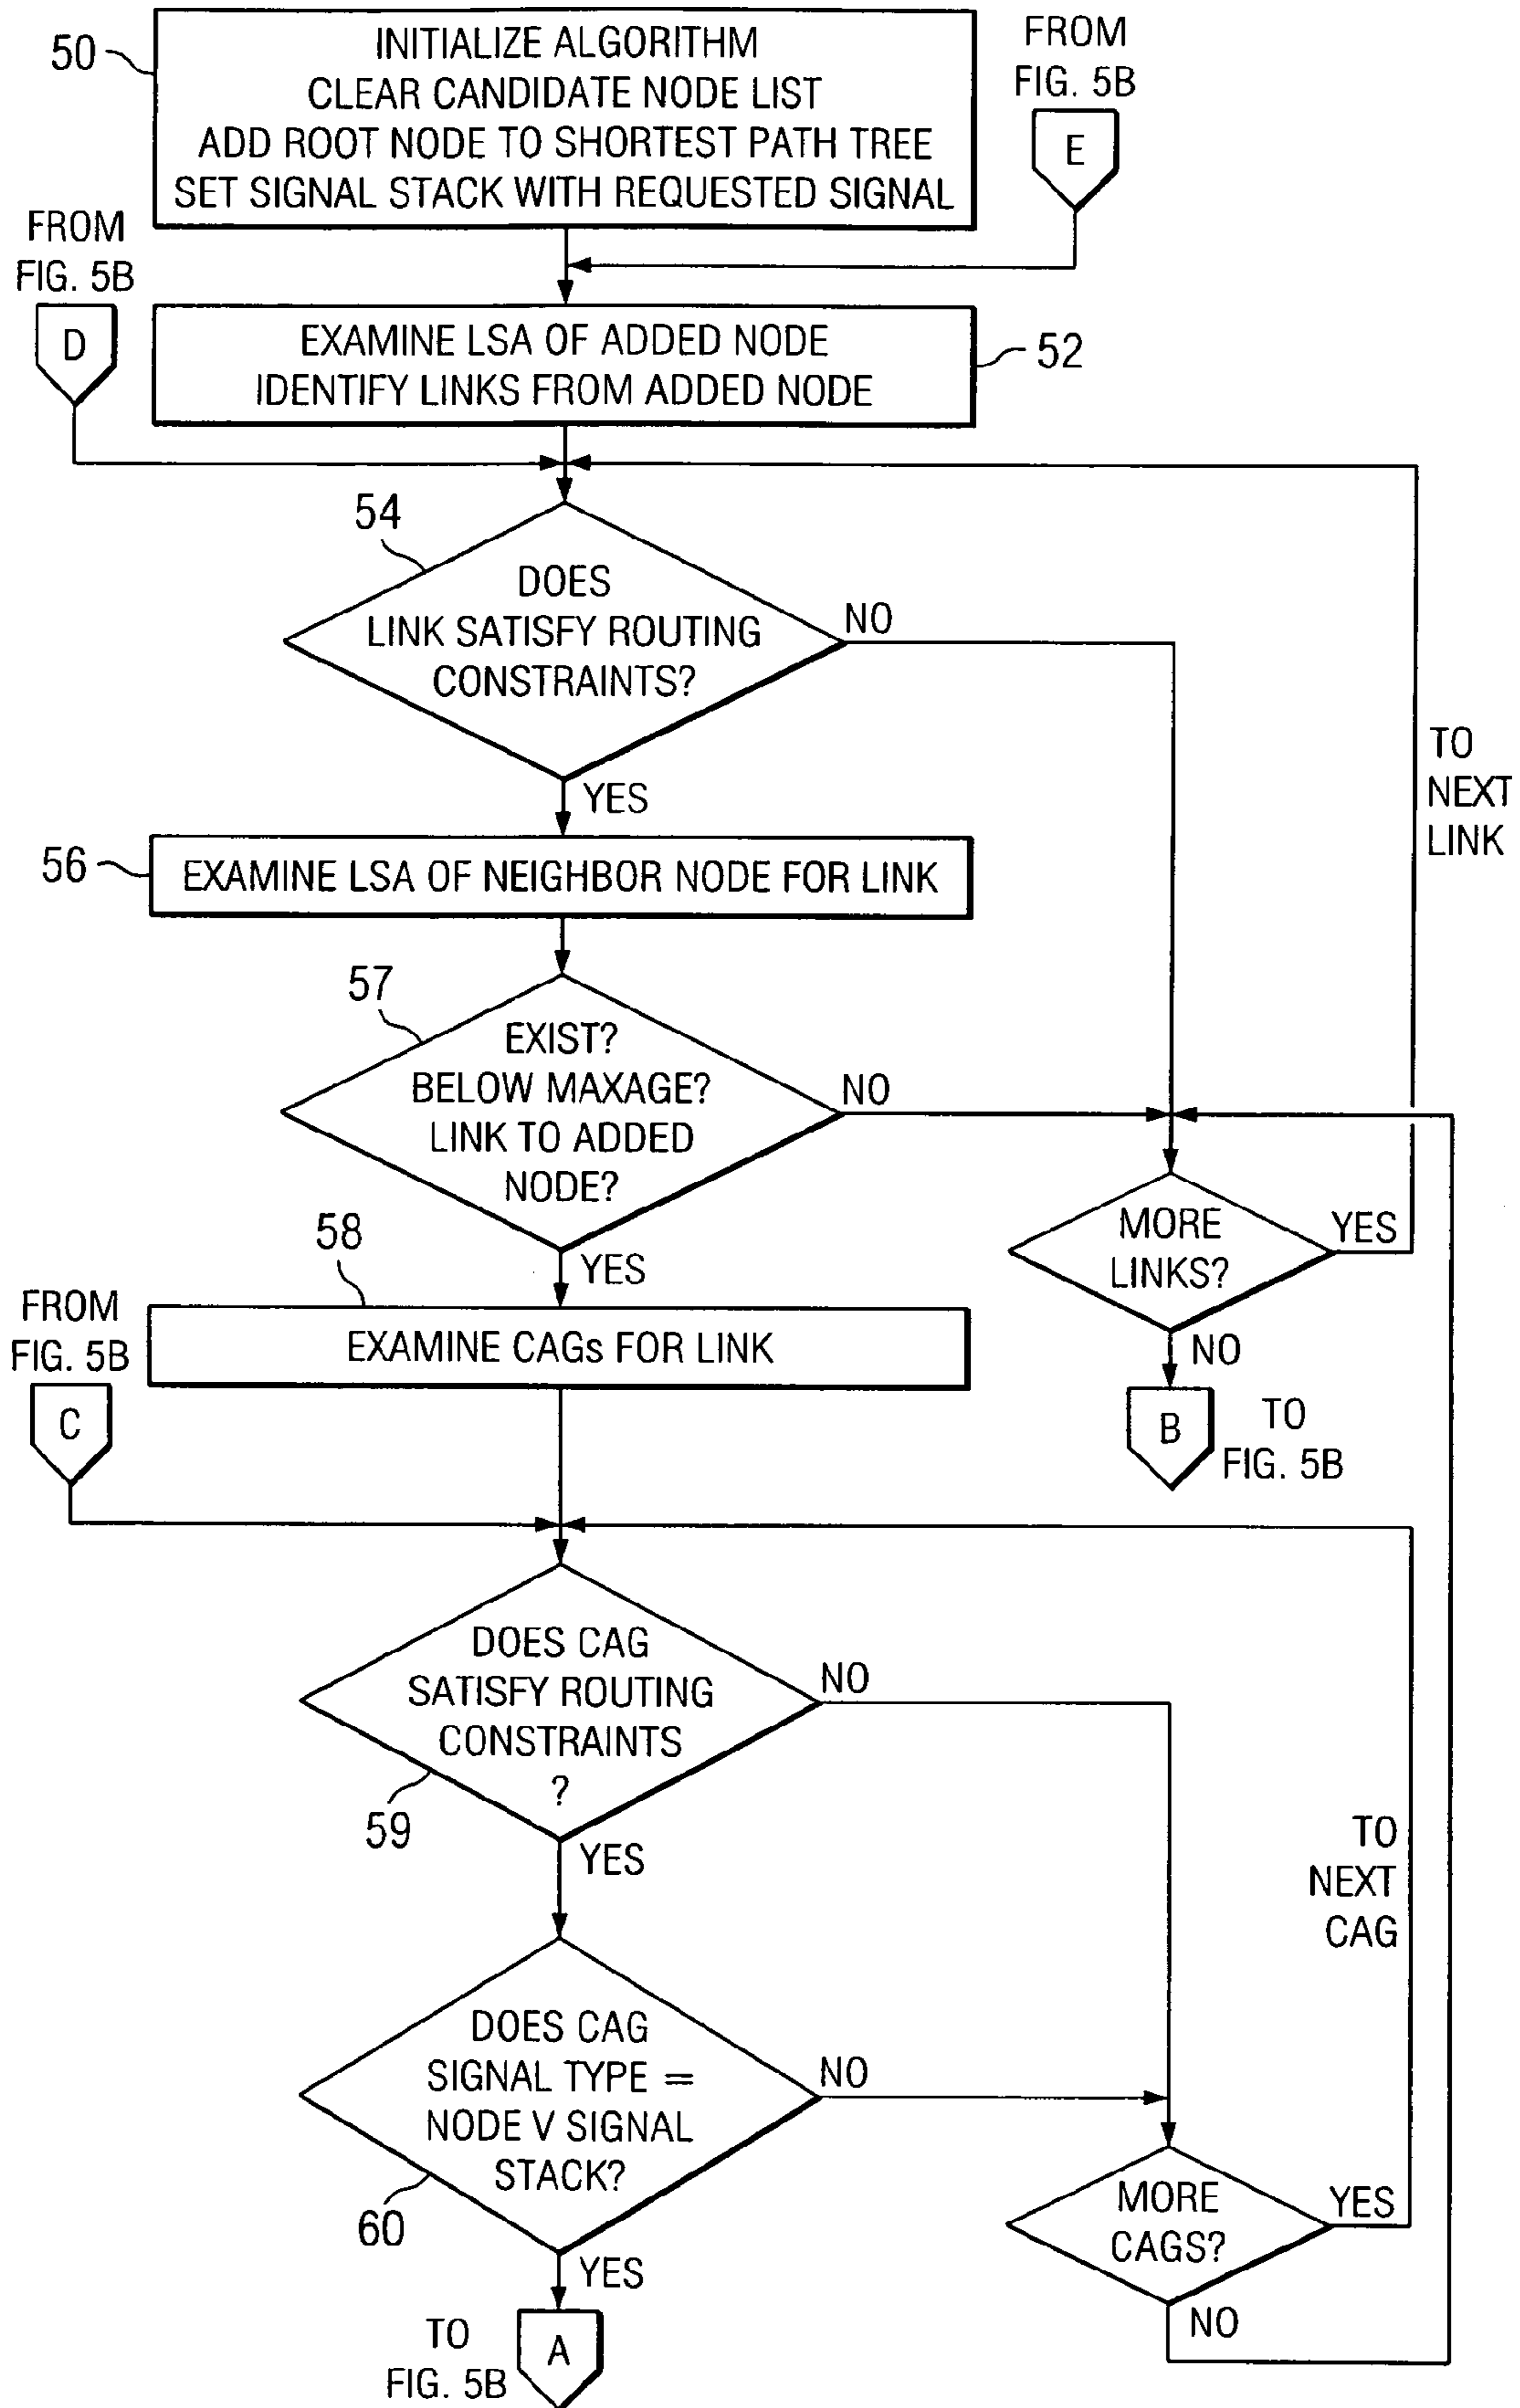 50
INITIALIZE ALGORITHM
CLEAR CANDIDATE NODE LIST
ADD ROOT NODE TO SHORTEST PATH TREE
SET SIGNAL STACK WITH REQUESTED SIGNAL
FROM
FIG. 5B
E
FROM
FIG. 5B
D
EXAMINE LSA OF ADDED NODE
IDENTIFY LINKS FROM ADDED NODE
52
54
DOES
LINK SATISFY ROUTING
CONSTRAINTS?
NO
YES
TO
NEXT
LINK
56
EXAMINE LSA OF NEIGHBOR NODE FOR LINK
57
EXIST?
BELOW MAXAGE?
LINK TO ADDED
NODE?
NO
YES
MORE
LINKS?
YES
NO
B
TO
FIG. 5B
58
EXAMINE CAGs FOR LINK
FROM
FIG. 5B
C
DOES CAG
SATISFY ROUTING
CONSTRAINTS
?
59
NO
YES
TO
NEXT
CAG
DOES CAG
SIGNAL TYPE =
NODE V SIGNAL
STACK?
60
NO
YES
MORE
CAGS?
YES
NO
TO
FIG. 5B
A